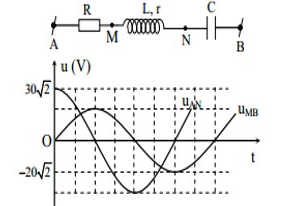 R L, r C
A M N B
u (V)
30√2
u_AN
u_MB
O
t
-20√2